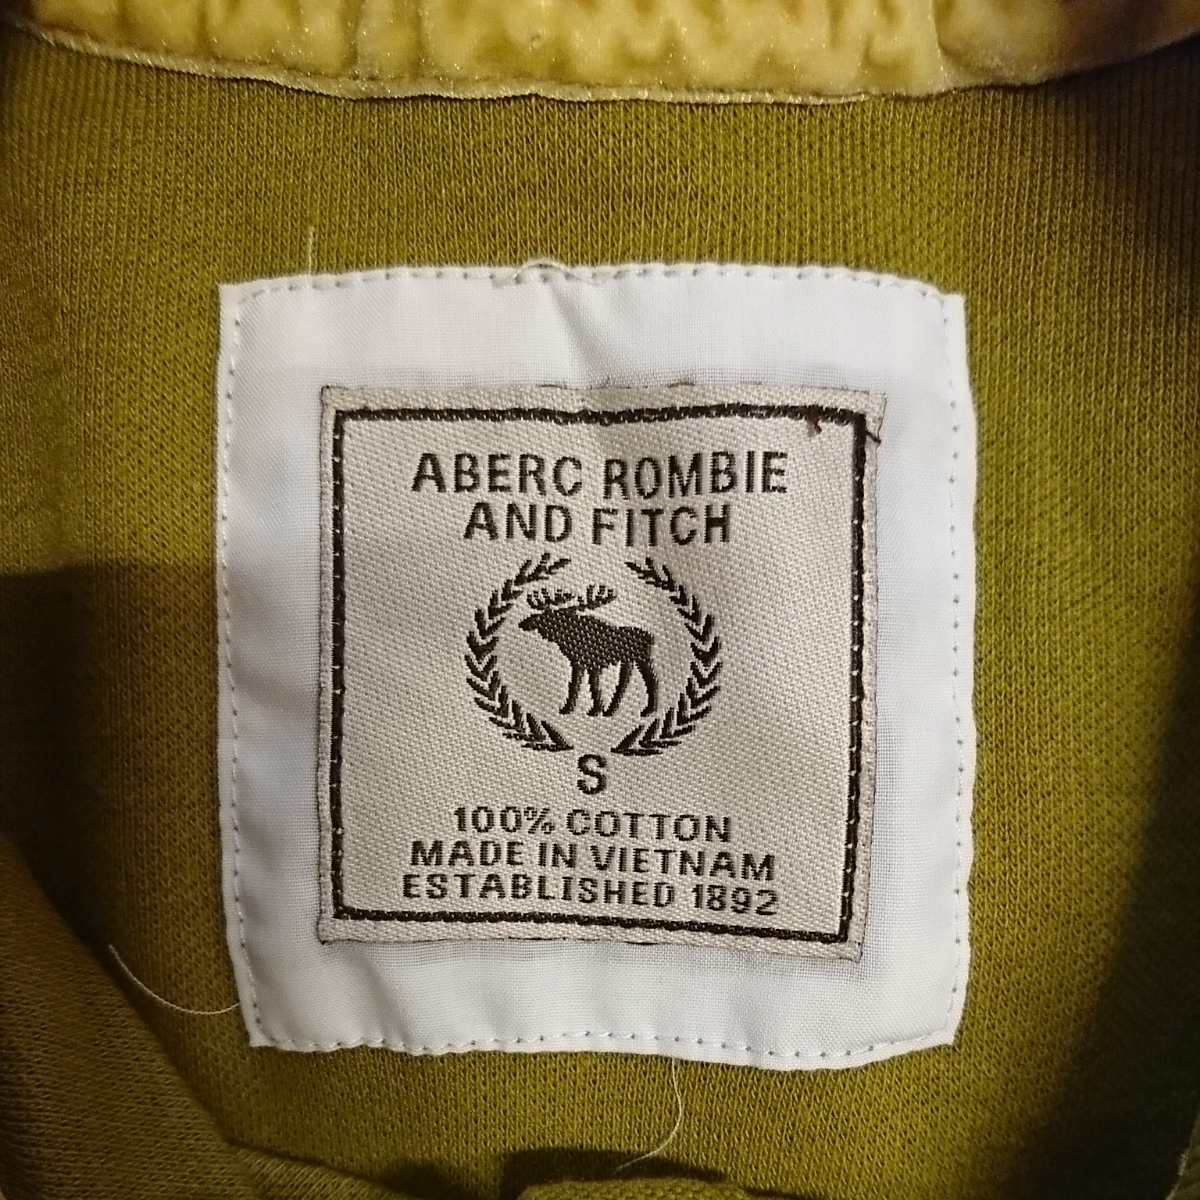 ABERC ROMBIE
AND FITCH
S
100% COTTON
MADE IN VIETNAM
ESTABLISHED 1892